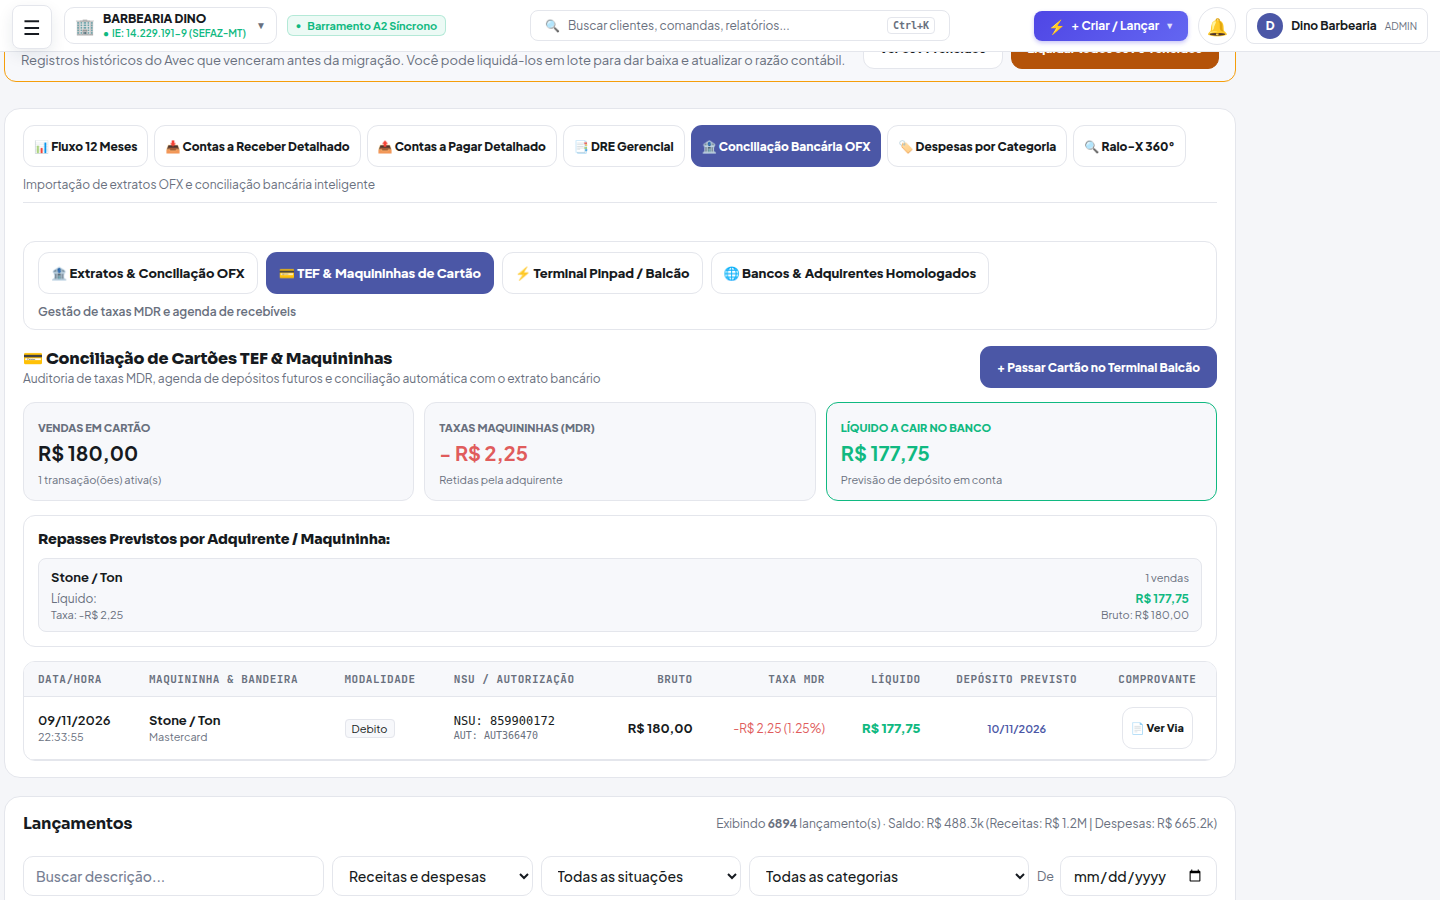 BARBEARIA DINO
● IE: 14.229.191-9 (SEFAZ-MT)
● Barramento A2 Síncrono
Buscar clientes, comandas, relatórios...
Ctrl+K
⚡ + Criar / Lançar ▼
D
Dino Barbearia ADMIN
Registros históricos do Avec que venceram antes da migração. Você pode liquidá-los em lote para dar baixa e atualizar o razão contábil.
📊 Fluxo 12 Meses
📥 Contas a Receber Detalhado
📤 Contas a Pagar Detalhado
📑 DRE Gerencial
🏦 Conciliação Bancária OFX
🏷️ Despesas por Categoria
🔍 Raio-X 360°
Importação de extratos OFX e conciliação bancária inteligente
🏦 Extratos & Conciliação OFX
💳 TEF & Maquininhas de Cartão
⚡ Terminal Pinpad / Balcão
🌐 Bancos & Adquirentes Homologados
Gestão de taxas MDR e agenda de recebíveis
💳 Conciliação de Cartões TEF & Maquininhas
Auditoria de taxas MDR, agenda de depósitos futuros e conciliação automática com o extrato bancário
+ Passar Cartão no Terminal Balcão
VENDAS EM CARTÃO
R$ 180,00
1 transação(ões) ativa(s)
TAXAS MAQUININHAS (MDR)
- R$ 2,25
Retidas pela adquirente
LÍQUIDO A CAIR NO BANCO
R$ 177,75
Previsão de depósito em conta
Repasses Previstos por Adquirente / Maquininha:
Stone / Ton
1 vendas
Líquido:
R$ 177,75
Taxa: -R$ 2,25
Bruto: R$ 180,00
DATA/HORA MAQUININHA & BANDEIRA MODALIDADE NSU / AUTORIZAÇÃO BRUTO TAXA MDR LÍQUIDO DEPÓSITO PREVISTO COMPROVANTE
09/11/2026
22:33:55
Stone / Ton
Mastercard
Debito
NSU: 859900172
AUT: AUT366470
R$ 180,00
-R$ 2,25 (1.25%)
R$ 177,75
10/11/2026
📄 Ver Via
Lançamentos
Exibindo 6894 lançamento(s) · Saldo: R$ 488.3k (Receitas: R$ 1.2M | Despesas: R$ 665.2k)
Buscar descrição...
Receitas e despesas
Todas as situações
Todas as categorias
De
mm/dd/yyyy